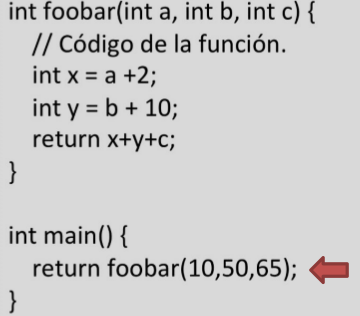 int foobar(int a, int b, int c) {
// Código de la función.
int x = a +2;
int y = b + 10;
return x+y+c;
}
int main() {
return foobar(10,50,65);
}